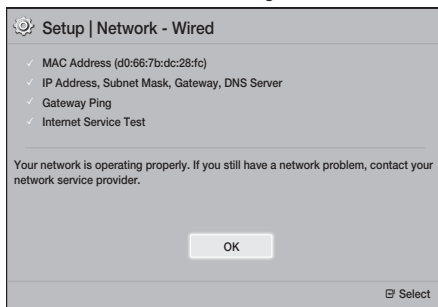 Setup | Network - Wired
MAC Address (d0:66:7b:dc:28:fc)
IP Address, Subnet Mask, Gateway, DNS Server
Gateway Ping
Internet Service Test
Your network is operating properly. If you still have a network problem, contact your
network service provider.
OK
Select